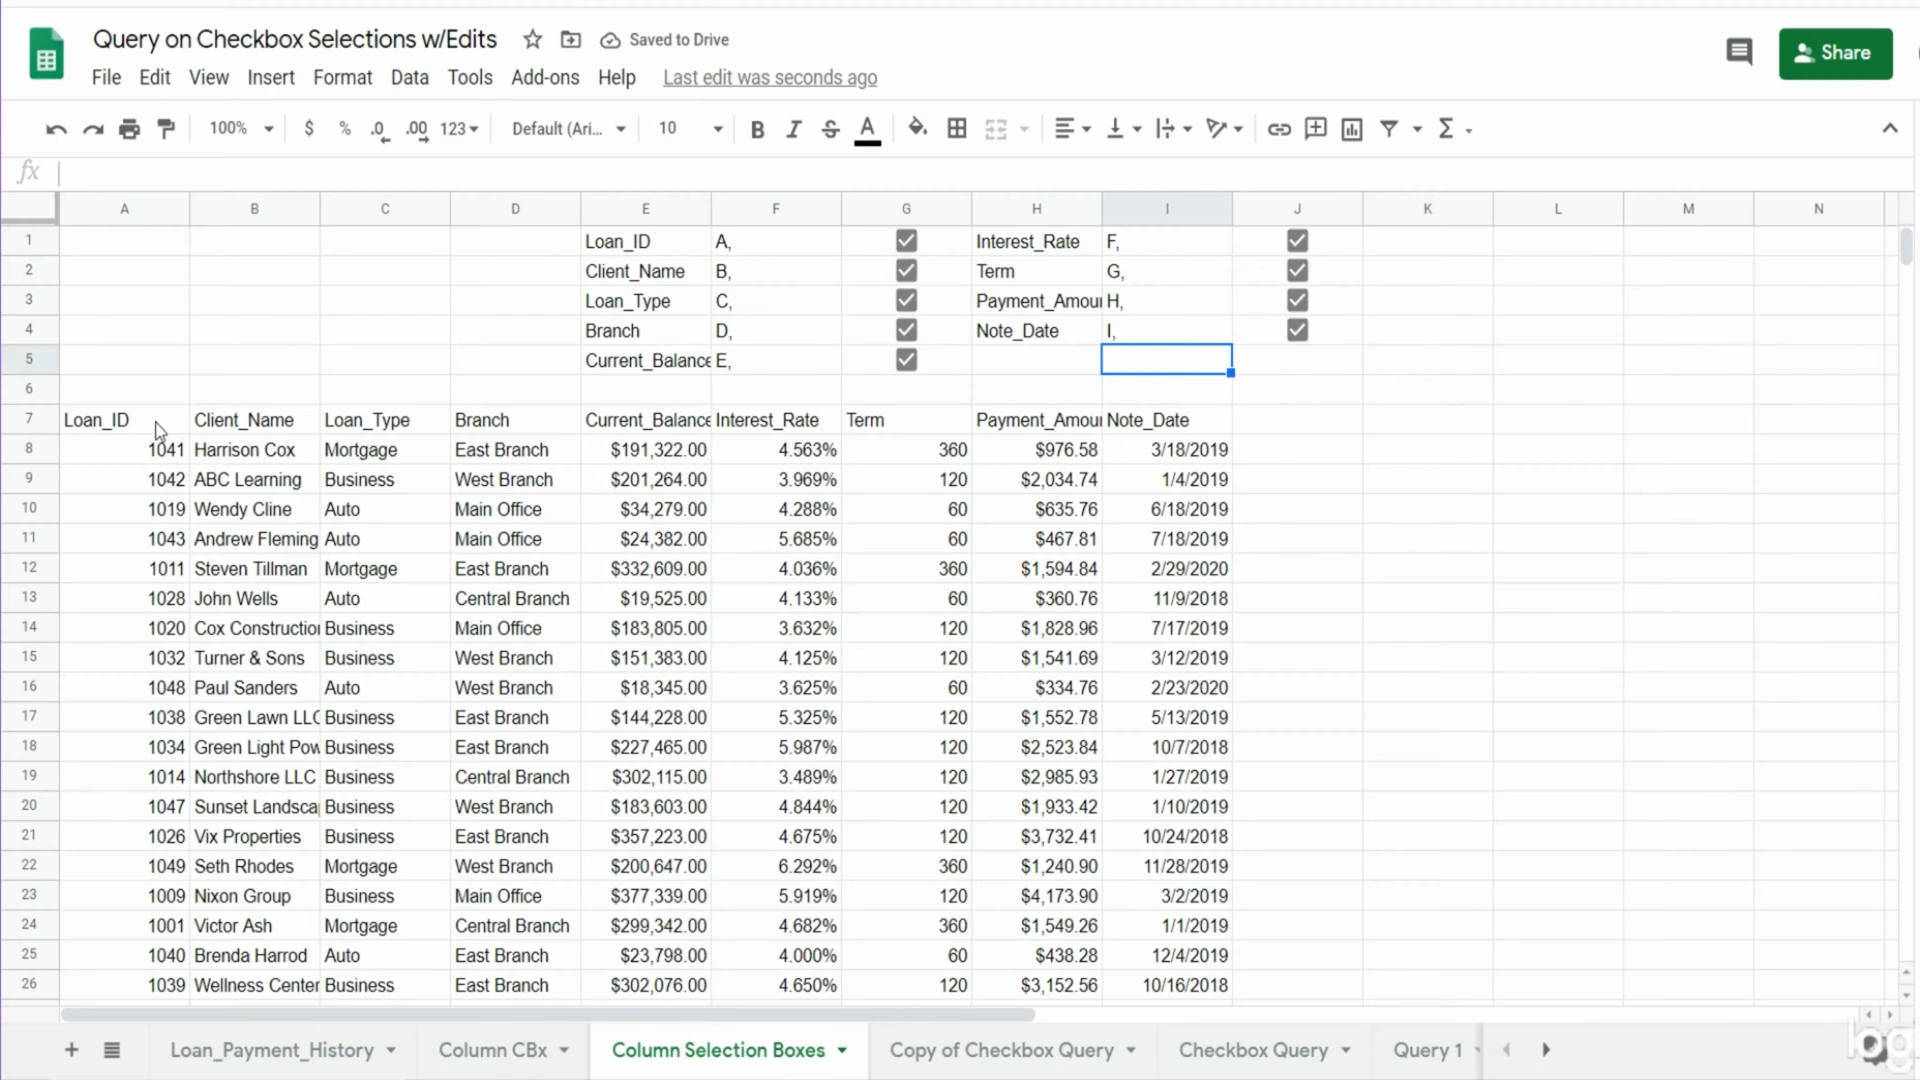 Query on Checkbox Selections w/Edits Saved to Drive
Share
File Edit View Insert Format Data Tools Add-ons Help Last edit was seconds ago
100% $ % .0 .00 123 Default (Ari... 10 B I S A Σ
fx
A B C D E F G H I J K L M N
1 Loan_ID A, Interest_Rate F,
2 Client_Name B, Term G,
3 Loan_Type C, Payment_Amou H,
4 Branch D, Note_Date I,
5 Current_Balance E,
6
7 Loan_ID Client_Name Loan_Type Branch Current_Balance Interest_Rate Term Payment_Amou Note_Date
8 1041 Harrison Cox Mortgage East Branch $191,322.00 4.563% 360 $976.58 3/18/2019
9 1042 ABC Learning Business West Branch $201,264.00 3.969% 120 $2,034.74 1/4/2019
10 1019 Wendy Cline Auto Main Office $34,279.00 4.288% 60 $635.76 6/18/2019
11 1043 Andrew Fleming Auto Main Office $24,382.00 5.685% 60 $467.81 7/18/2019
12 1011 Steven Tillman Mortgage East Branch $332,609.00 4.036% 360 $1,594.84 2/29/2020
13 1028 John Wells Auto Central Branch $19,525.00 4.133% 60 $360.76 11/9/2018
14 1020 Cox Constructio Business Main Office $183,805.00 3.632% 120 $1,828.96 7/17/2019
15 1032 Turner & Sons Business West Branch $151,383.00 4.125% 120 $1,541.69 3/12/2019
16 1048 Paul Sanders Auto West Branch $18,345.00 3.625% 60 $334.76 2/23/2020
17 1038 Green Lawn LLC Business East Branch $144,228.00 5.325% 120 $1,552.78 5/13/2019
18 1034 Green Light Pow Business East Branch $227,465.00 5.987% 120 $2,523.84 10/7/2018
19 1014 Northshore LLC Business Central Branch $302,115.00 3.489% 120 $2,985.93 1/27/2019
20 1047 Sunset Landsca Business West Branch $183,603.00 4.844% 120 $1,933.42 1/10/2019
21 1026 Vix Properties Business East Branch $357,223.00 4.675% 120 $3,732.41 10/24/2018
22 1049 Seth Rhodes Mortgage West Branch $200,647.00 6.292% 360 $1,240.90 11/28/2019
23 1009 Nixon Group Business Main Office $377,339.00 5.919% 120 $4,173.90 3/2/2019
24 1001 Victor Ash Mortgage Central Branch $299,342.00 4.682% 360 $1,549.26 1/1/2019
25 1040 Brenda Harrod Auto East Branch $23,798.00 4.000% 60 $438.28 12/4/2019
26 1039 Wellness Center Business East Branch $302,076.00 4.650% 120 $3,152.56 10/16/2018
Loan_Payment_History Column CBx Column Selection Boxes Copy of Checkbox Query Checkbox Query Query 1